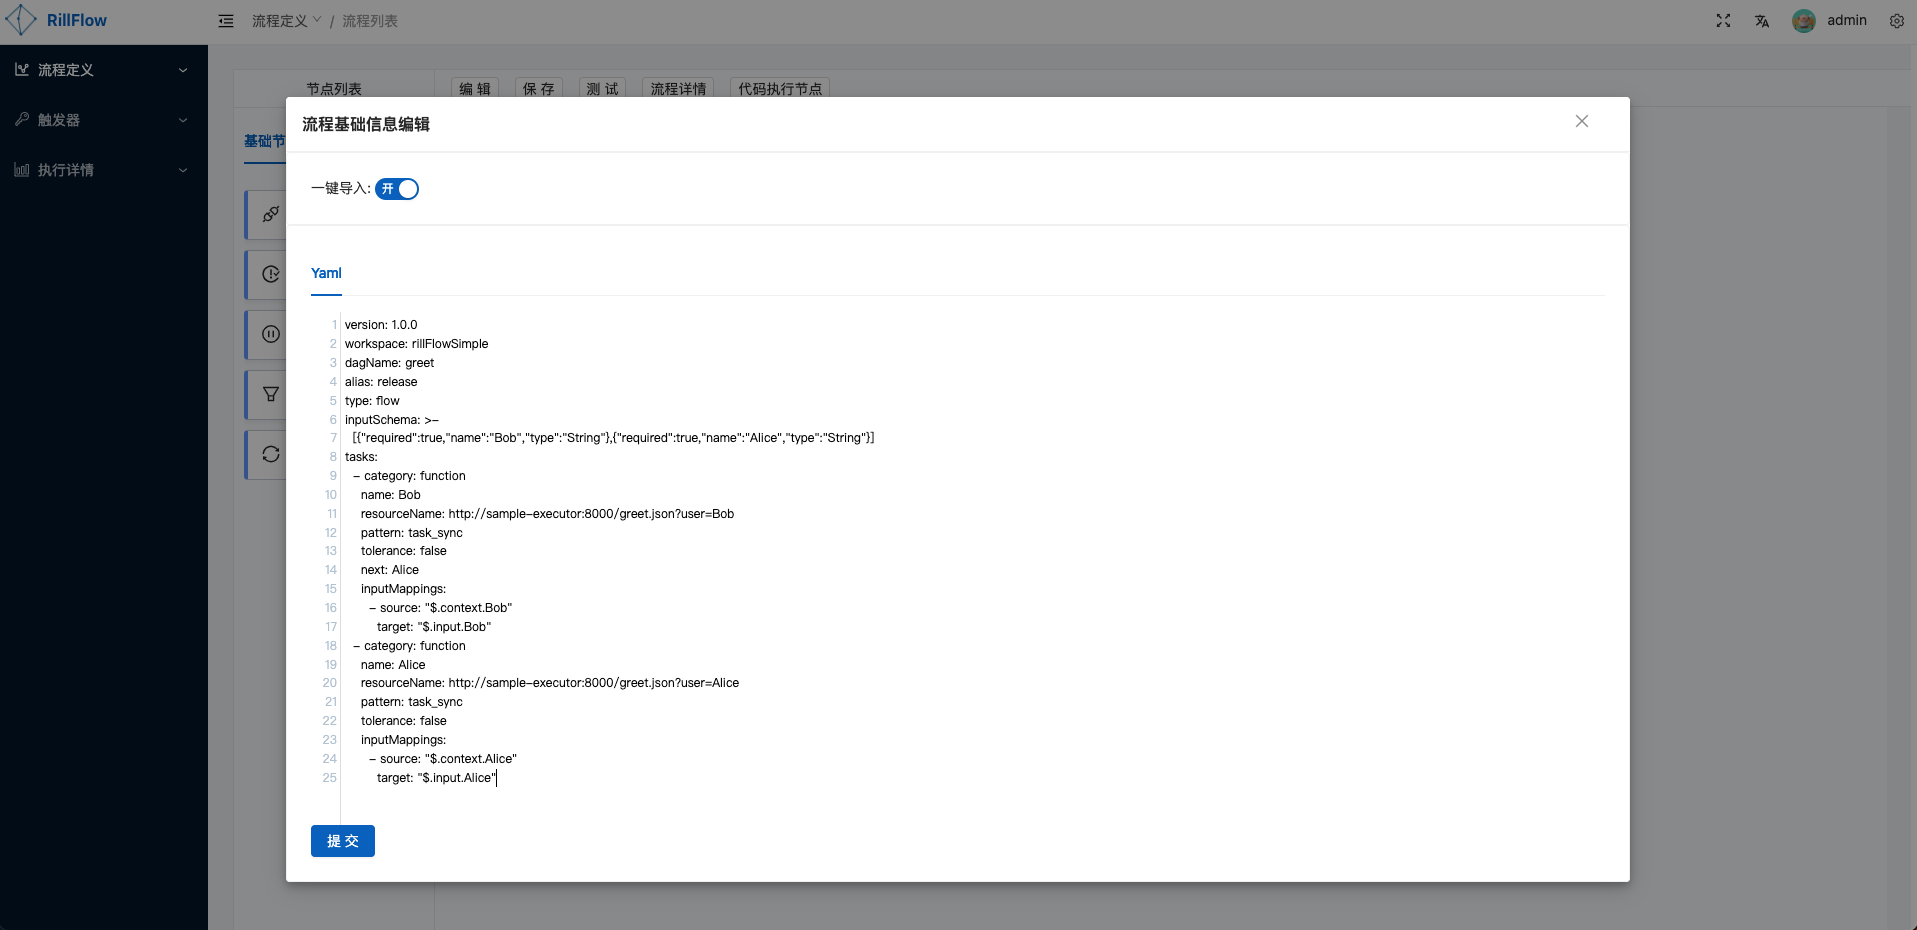 RillFlow
流程定义 / 流程列表
admin
流程定义
触发器
执行详情
节点列表
编 辑
保 存
测 试
流程详情
代码执行节点
基础节
流程基础信息编辑
一键导入: 开
Yaml
1 version: 1.0.0
2 workspace: rillFlowSimple
3 dagName: greet
4 alias: release
5 type: flow
6 inputSchema: >-
7 [{"required":true,"name":"Bob","type":"String"},{"required":true,"name":"Alice","type":"String"}]
8 tasks:
9 - category: function
10 name: Bob
11 resourceName: http://sample-executor:8000/greet.json?user=Bob
12 pattern: task_sync
13 tolerance: false
14 next: Alice
15 inputMappings:
16 - source: "$.context.Bob"
17 target: "$.input.Bob"
18 - category: function
19 name: Alice
20 resourceName: http://sample-executor:8000/greet.json?user=Alice
21 pattern: task_sync
22 tolerance: false
23 inputMappings:
24 - source: "$.context.Alice"
25 target: "$.input.Alice"
提 交